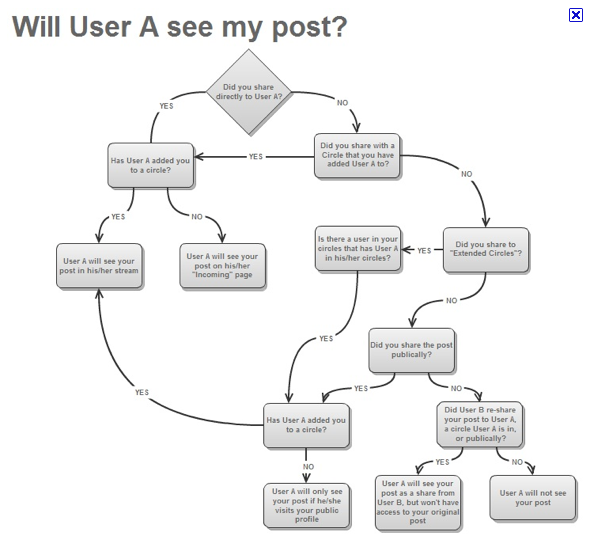 Will User A see my post?
Did you share
directly to User A?
YES
NO
Has User A added you
to a circle?
YES
Did you share with a
Circle that you have
added User A to?
NO
YES
NO
User A will see your
post in his/her stream
User A will see your
post on his/her
"Incoming" page
Is there a user in your
circles that has User A
in his/her circles?
YES
Did you share to
"Extended Circles"?
NO
YES
Did you share the post
publically?
YES
NO
YES
Has User A added you
to a circle?
Did User B re-share
your post to User A,
a circle User A is in,
or publically?
NO
YES
NO
User A will only see
your post if he/she
visits your public
profile
User A will see your
post as a share from
User B, but won't have
access to your original
post
User A will not see
your post